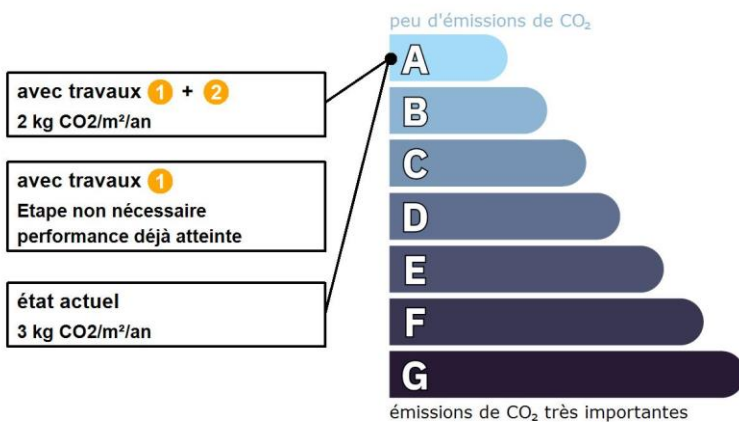 peu d'émissions de CO₂
avec travaux 1 + 2
2 kg CO2/m²/an
avec travaux 1
Etape non nécessaire
performance déjà atteinte
état actuel
3 kg CO2/m²/an
A
B
C
D
E
F
G
émissions de CO₂ très importantes